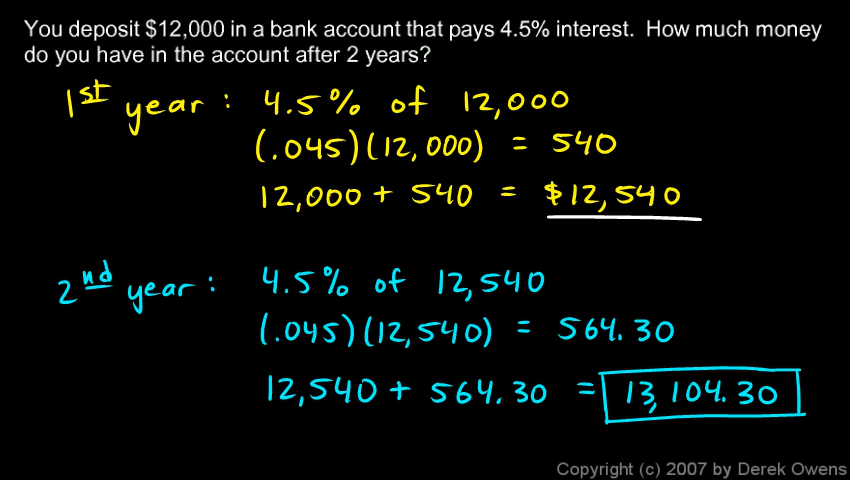 You deposit $12,000 in a bank account that pays 4.5% interest.  How much money
do you have in the account after 2 years?
1st year : 4.5% of 12,000
(.045)(12,000) = 540
12,000 + 540 = $12,540
2nd year : 4.5% of 12,540
(.045)(12,540) = 564.30
12,540 + 564.30 = 13,104.30
Copyright (c) 2007 by Derek Owens